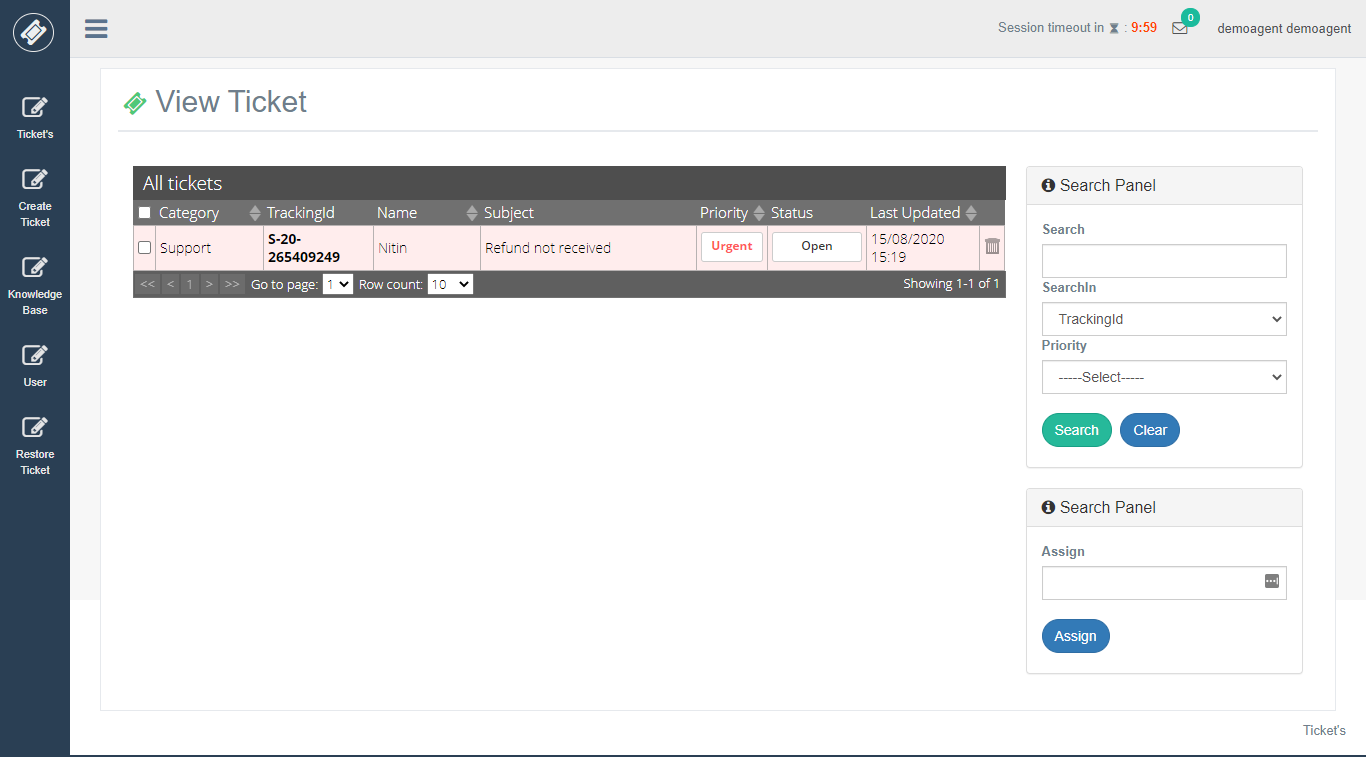 Session timeout in : 9:59
0
demoagent demoagent
Ticket's
Create
Ticket
Knowledge
Base
User
Restore
Ticket
View Ticket
All tickets
Category TrackingId Name Subject Priority Status Last Updated
Support S-20-265409249 Nitin Refund not received Urgent Open 15/08/2020 15:19
<< < 1 > >> Go to page: 1 Row count: 10 Showing 1-1 of 1
Search Panel
Search
SearchIn
TrackingId
Priority
-----Select-----
Search Clear
Search Panel
Assign
Assign
Ticket's